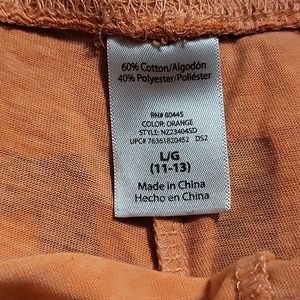 60% Cotton/Algodón
40% Polyester/Poliéster
RN# 80445
COLOR: ORANGE
STYLE: NZ23404SD
UPC# 76361820452 DS2
L/G
(11-13)
Made in China
Hecho en China